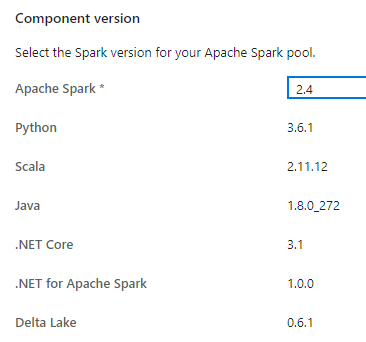 Component version
Select the Spark version for your Apache Spark pool.
Apache Spark * 2.4
Python 3.6.1
Scala 2.11.12
Java 1.8.0_272
.NET Core 3.1
.NET for Apache Spark 1.0.0
Delta Lake 0.6.1